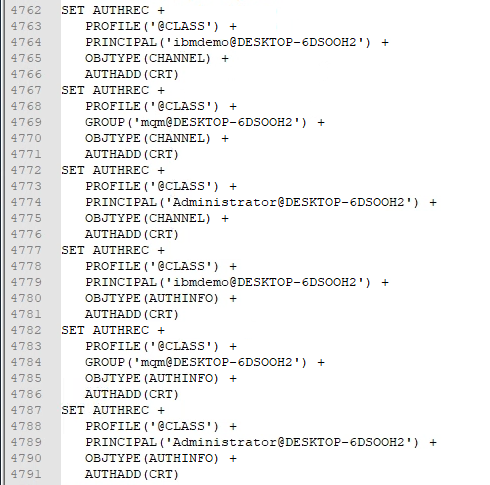 4762 SET AUTHREC +
4763    PROFILE('@CLASS') +
4764    PRINCIPAL('ibmdemo@DESKTOP-6DSOOH2') +
4765    OBJTYPE(CHANNEL) +
4766    AUTHADD(CRT)
4767 SET AUTHREC +
4768    PROFILE('@CLASS') +
4769    GROUP('mqm@DESKTOP-6DSOOH2') +
4770    OBJTYPE(CHANNEL) +
4771    AUTHADD(CRT)
4772 SET AUTHREC +
4773    PROFILE('@CLASS') +
4774    PRINCIPAL('Administrator@DESKTOP-6DSOOH2') +
4775    OBJTYPE(CHANNEL) +
4776    AUTHADD(CRT)
4777 SET AUTHREC +
4778    PROFILE('@CLASS') +
4779    PRINCIPAL('ibmdemo@DESKTOP-6DSOOH2') +
4780    OBJTYPE(AUTHINFO) +
4781    AUTHADD(CRT)
4782 SET AUTHREC +
4783    PROFILE('@CLASS') +
4784    GROUP('mqm@DESKTOP-6DSOOH2') +
4785    OBJTYPE(AUTHINFO) +
4786    AUTHADD(CRT)
4787 SET AUTHREC +
4788    PROFILE('@CLASS') +
4789    PRINCIPAL('Administrator@DESKTOP-6DSOOH2') +
4790    OBJTYPE(AUTHINFO) +
4791    AUTHADD(CRT)